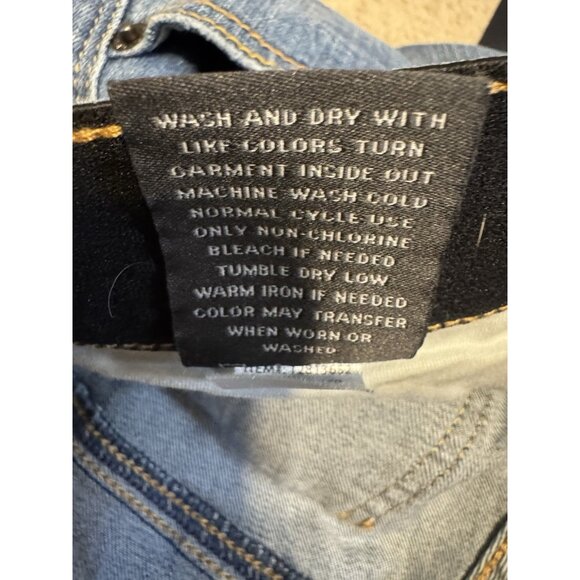 WASH AND DRY WITH
LIKE COLORS TURN
GARMENT INSIDE OUT
MACHINE WASH COLD
NORMAL CYCLE USE
ONLY NON-CHLORINE
BLEACH IF NEEDED
TUMBLE DRY LOW
WARM IRON IF NEEDED
COLOR MAY TRANSFER
WHEN WORN OR
WASHED